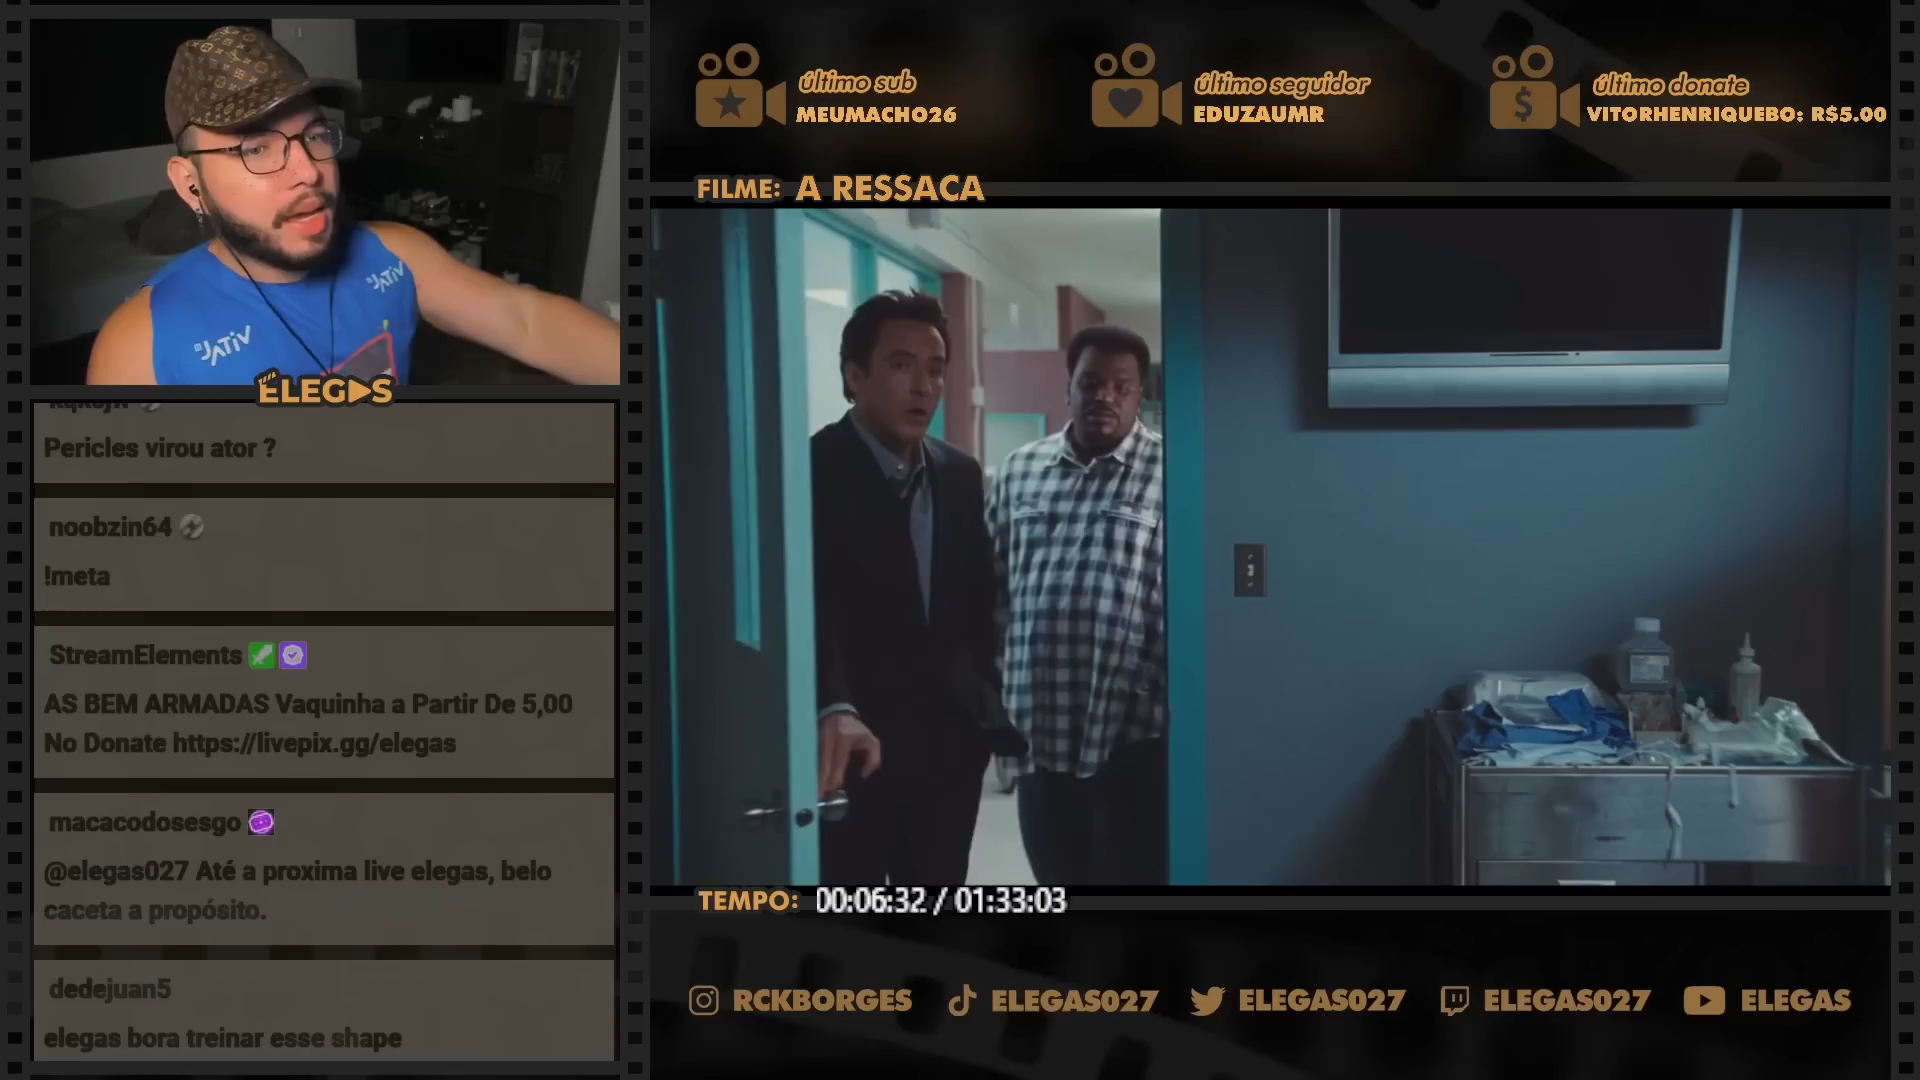 último sub
MEUMACHO26
último seguidor
EDUZAUMR
último donate
VITORHENRIQUEBO: R$5.00
FILME: A RESSACA
JATIV
JATIV
ELEGAS
Pericles virou ator ?
noobzin64
!meta
StreamElements
AS BEM ARMADAS Vaquinha a Partir De 5,00
No Donate https://livepix.gg/elegas
macacodosesgo
@elegas027 Até a proxima live elegas, belo
caceta a propósito.
dedejuan5
elegas bora treinar esse shape
TEMPO: 00:06:32 / 01:33:03
RCKBORGES
ELEGAS027
ELEGAS027
ELEGAS027
ELEGAS